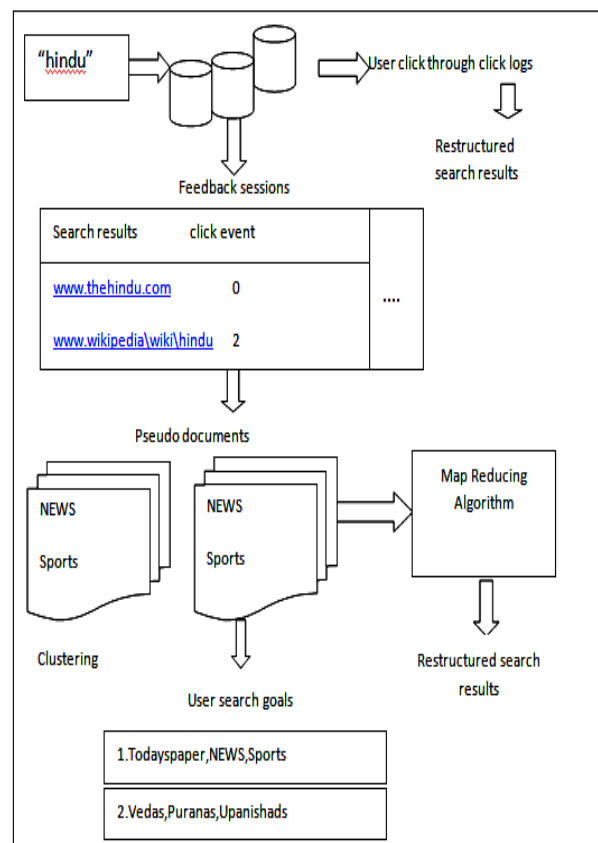 “hindu”
User click through click logs
Restructured
search results
Feedback sessions
Search results click event
www.thehindu.com 0
www.wikipedia\wiki\hindu 2
....
Pseudo documents
NEWS
Sports
NEWS
Sports
Map Reducing
Algorithm
Clustering
Restructured search
results
User search goals
1.Todayspaper,NEWS,Sports
2.Vedas,Puranas,Upanishads